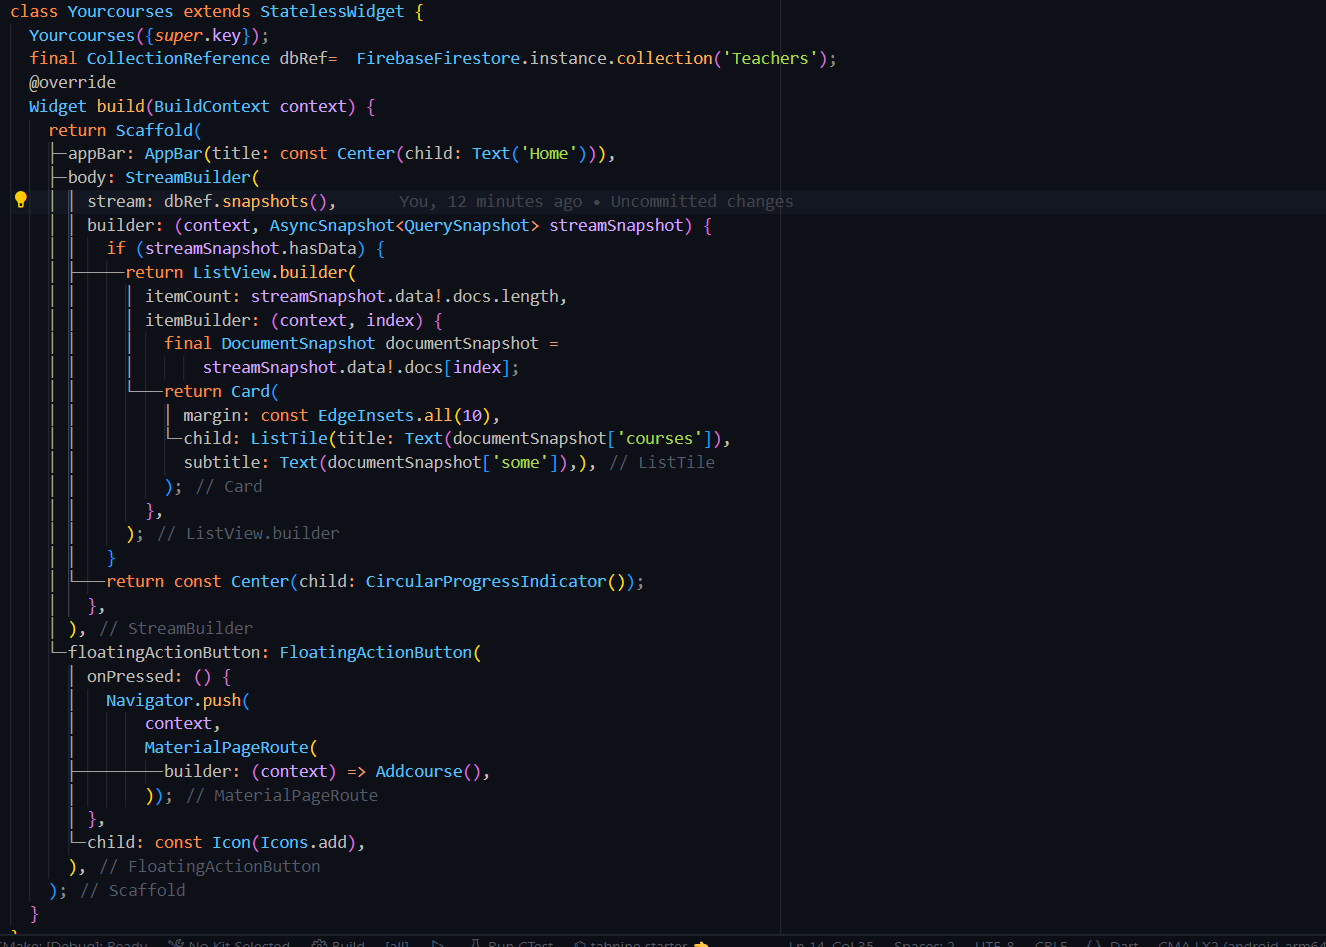 class Yourcourses extends StatelessWidget {
Yourcourses({super.key});
final CollectionReference dbRef=  FirebaseFirestore.instance.collection('Teachers');
@override
Widget build(BuildContext context) {
return Scaffold(
appBar: AppBar(title: const Center(child: Text('Home'))),
body: StreamBuilder(
stream: dbRef.snapshots(), You, 12 minutes ago • Uncommitted changes
builder: (context, AsyncSnapshot<QuerySnapshot> streamSnapshot) {
if (streamSnapshot.hasData) {
return ListView.builder(
itemCount: streamSnapshot.data!.docs.length,
itemBuilder: (context, index) {
final DocumentSnapshot documentSnapshot =
streamSnapshot.data!.docs[index];
return Card(
margin: const EdgeInsets.all(10),
child: ListTile(title: Text(documentSnapshot['courses']),
subtitle: Text(documentSnapshot['some']),), // ListTile
); // Card
},
); // ListView.builder
}
return const Center(child: CircularProgressIndicator());
},
), // StreamBuilder
floatingActionButton: FloatingActionButton(
onPressed: () {
Navigator.push(
context,
MaterialPageRoute(
builder: (context) => Addcourse(),
)); // MaterialPageRoute
},
child: const Icon(Icons.add),
), // FloatingActionButton
); // Scaffold
}
CMake: [Debug]: Ready No Kit Selected Build [all] Run CTest tabnine starter Ln 14, Col 35 Spaces: 2 UTF-8 CRLF {} Dart